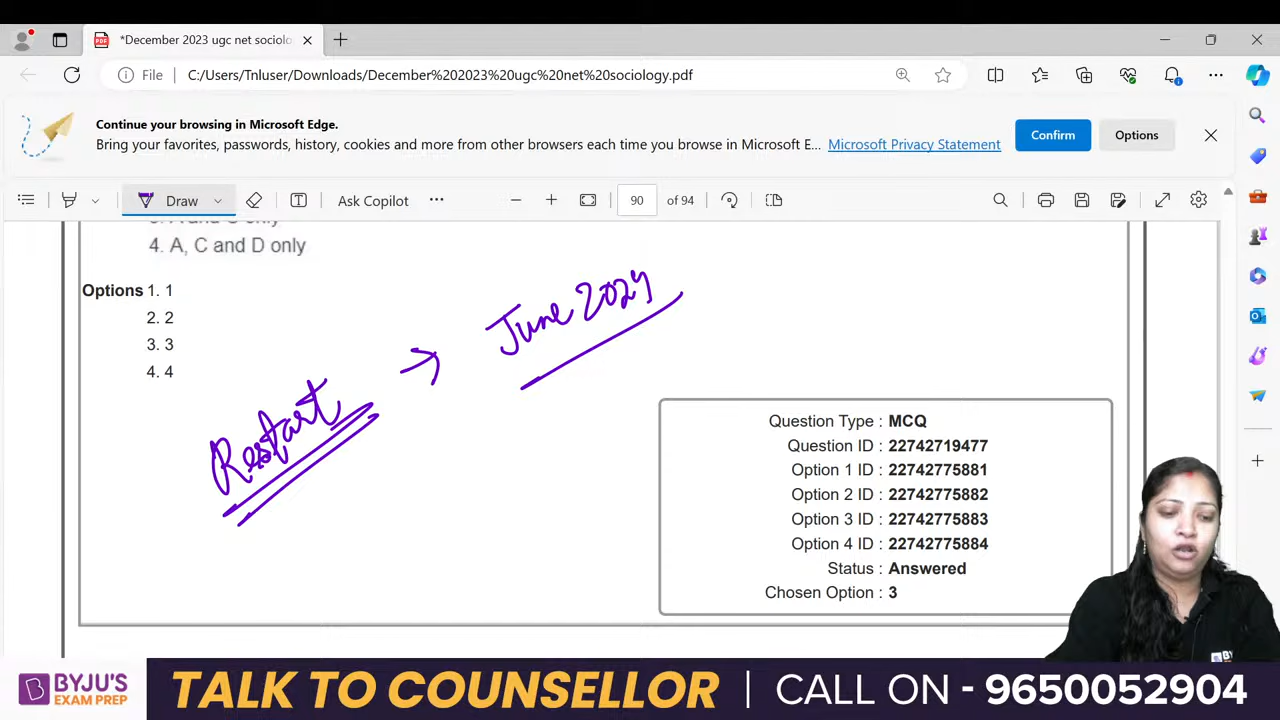 *December 2023 ugc net sociolo
File C:/Users/Tnluser/Downloads/December%202023%20ugc%20net%20sociology.pdf
Continue your browsing in Microsoft Edge.
Bring your favorites, passwords, history, cookies and more from other browsers each time you browse in Microsoft E... Microsoft Privacy Statement
Confirm
Options
Draw
Ask Copilot
90 of 94
4. A, C and D only
Options 1. 1
2. 2
3. 3
4. 4
Restart → June 2024
Question Type : MCQ
Question ID : 22742719477
Option 1 ID : 22742775881
Option 2 ID : 22742775882
Option 3 ID : 22742775883
Option 4 ID : 22742775884
Status : Answered
Chosen Option : 3
BYJU'S
EXAM PREP
TALK TO COUNSELLOR | CALL ON - 9650052904